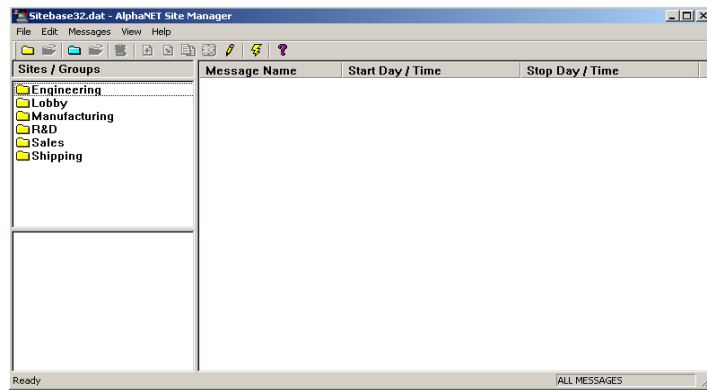 Sitebase32.dat - AlphaNET Site Manager
File Edit Messages View Help
Sites / Groups
Message Name Start Day / Time Stop Day / Time
Engineering
Lobby
Manufacturing
R&D
Sales
Shipping
Ready ALL MESSAGES